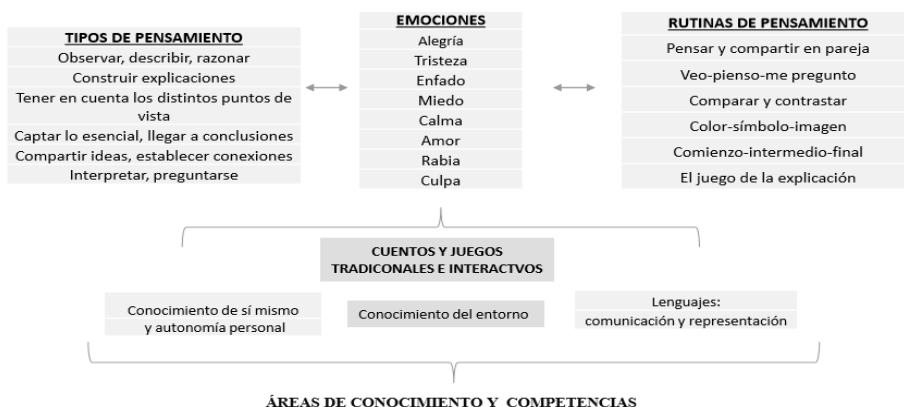 TIPOS DE PENSAMIENTO
Observar, describir, razonar
Construir explicaciones
Tener en cuenta los distintos puntos de
vista
Captar lo esencial, llegar a conclusiones
Compartir ideas, establecer conexiones
Interpretar, preguntarse
EMOCIONES
Alegría
Tristeza
Enfado
Miedo
Calma
Amor
Rabia
Culpa
RUTINAS DE PENSAMIENTO
Pensar y compartir en pareja
Veo-pienso-me pregunto
Comparar y contrastar
Color-símbolo-imagen
Comienzo-intermedio-final
El juego de la explicación
CUENTOS Y JUEGOS
TRADICONALES E INTERACTVOS
Conocimiento de sí mismo
y autonomía personal
Conocimiento del entorno
Lenguajes:
comunicación y representación
ÁREAS DE CONOCIMIENTO Y COMPETENCIAS